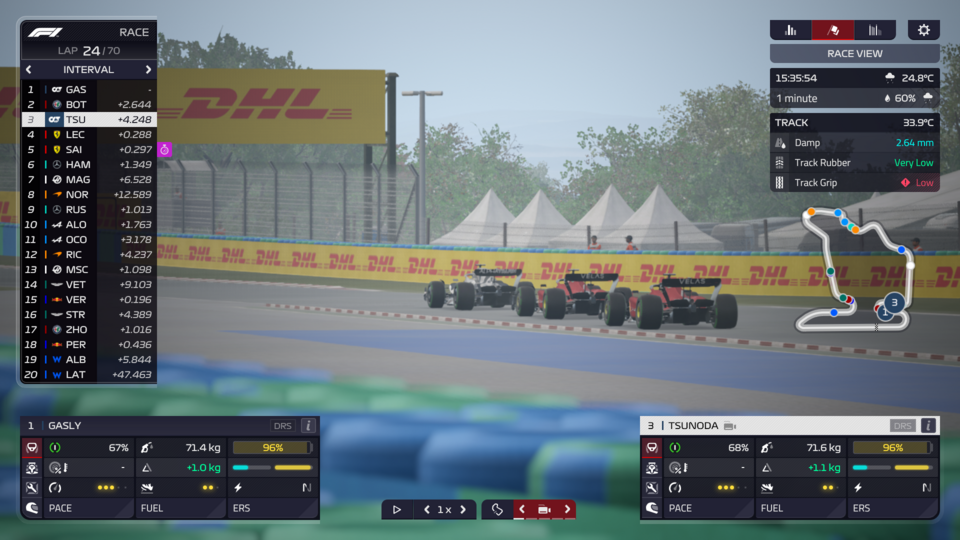 RACE
LAP 24/70
INTERVAL
1 GAS -
2 BOT +2.644
3 TSU +4.248
4 LEC +0.288
5 SAI +0.297
6 HAM +1.349
7 MAG +6.528
8 NOR +12.589
9 RUS +1.013
10 ALO +1.763
11 OCO +3.178
12 RIC +4.237
13 MSC +1.098
14 VET +9.103
15 VER +0.196
16 STR +4.389
17 ZHO +1.016
18 PER +0.436
19 ALB +5.844
20 LAT +47.463
RACE VIEW
15:35:54 24.8°C
1 minute 60%
TRACK 33.9°C
Damp 2.64 mm
Track Rubber Very Low
Track Grip Low
3
1
DHL
DHL DHL DHL DHL DHL DHL DHL DHL DHL
VELAS
VELAS
1 GASLY DRS i
67% 71.4 kg 96%
- +1.0 kg
N
PACE FUEL ERS
1x
3 TSUNODA DRS i
68% 71.6 kg 96%
- +1.1 kg
N
PACE FUEL ERS